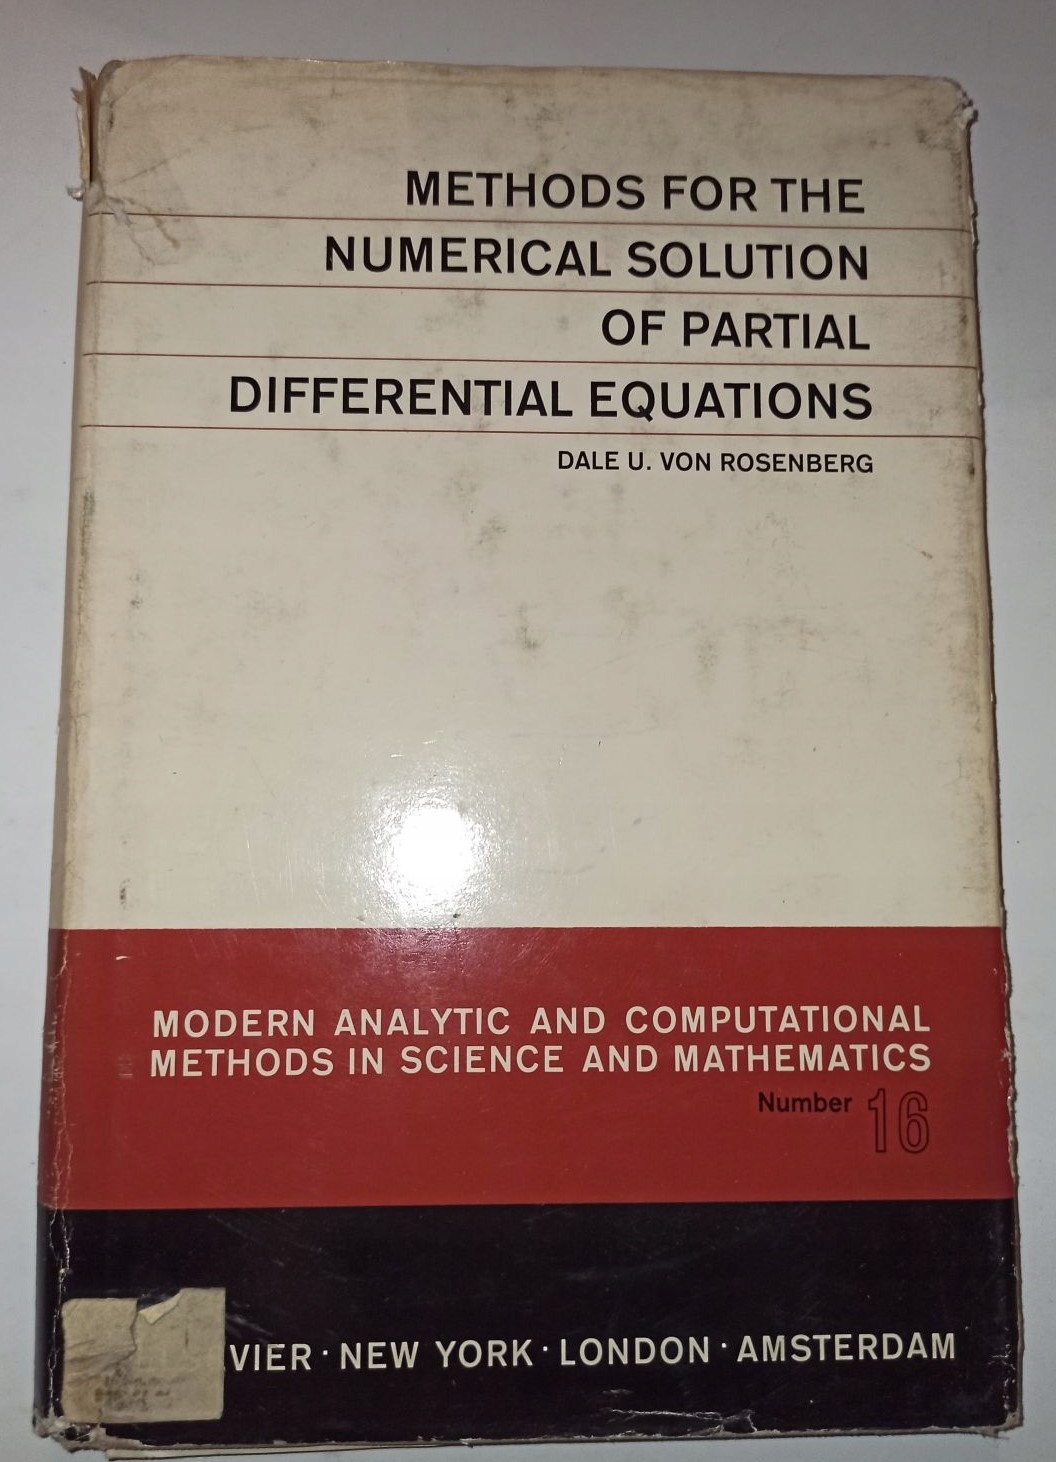 METHODS FOR THE
NUMERICAL SOLUTION
OF PARTIAL
DIFFERENTIAL EQUATIONS
DALE U. VON ROSENBERG
MODERN ANALYTIC AND COMPUTATIONAL
METHODS IN SCIENCE AND MATHEMATICS
Number 16
VIER · NEW YORK · LONDON · AMSTERDAM